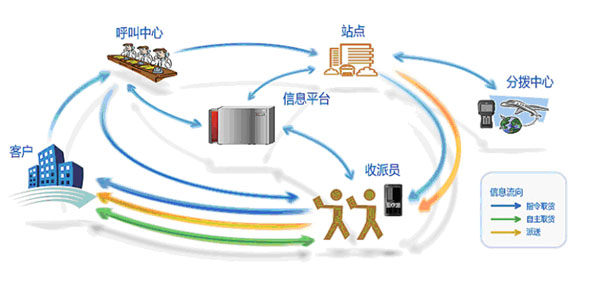 呼叫中心
站点
分拨中心
信息平台
客户
收派员
信息流向
指令取货
自主取货
派送